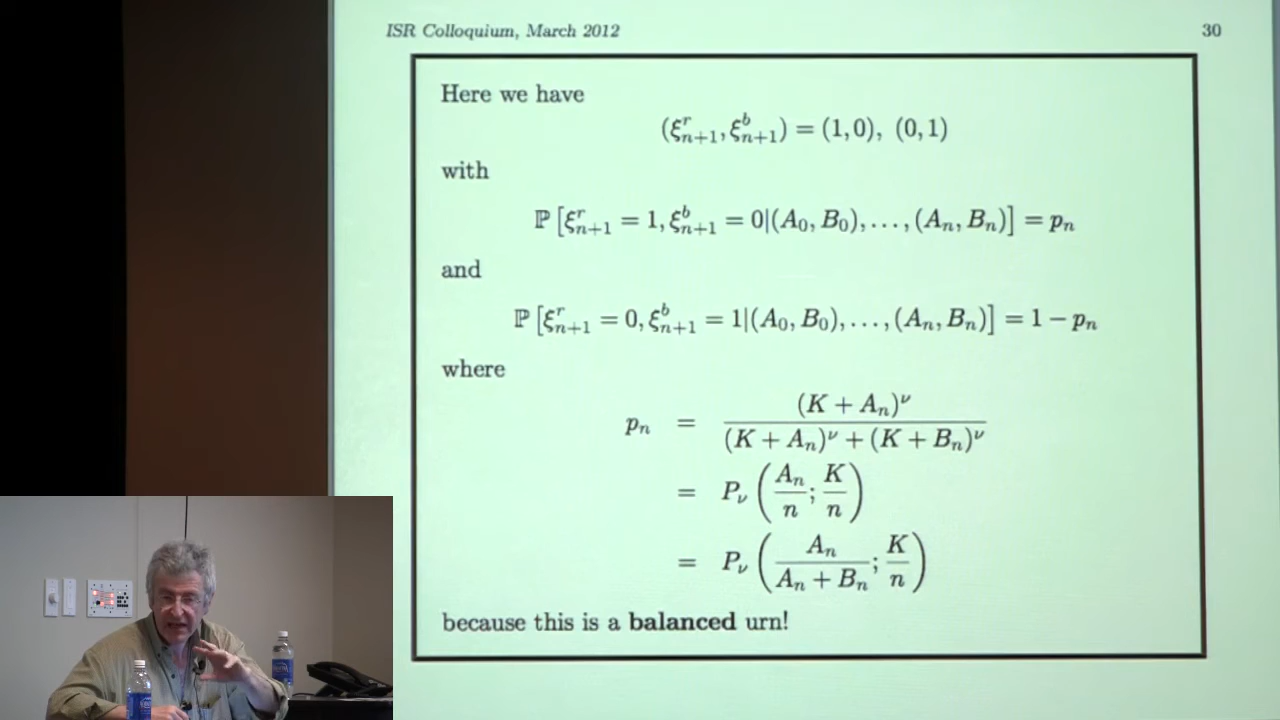 ISR Colloquium, March 2012
30
Here we have
(ξ^r_{n+1}, ξ^b_{n+1}) = (1, 0), (0, 1)
with
ℙ [ξ^r_{n+1} = 1, ξ^b_{n+1} = 0|(A_0, B_0), . . . , (A_n, B_n)] = p_n
and
ℙ [ξ^r_{n+1} = 0, ξ^b_{n+1} = 1|(A_0, B_0), . . . , (A_n, B_n)] = 1 − p_n
where
p_n = (K + A_n)^ν / ((K + A_n)^ν + (K + B_n)^ν)
= P_ν (A_n / n ; K / n)
= P_ν (A_n / (A_n + B_n) ; K / n)
because this is a balanced urn!